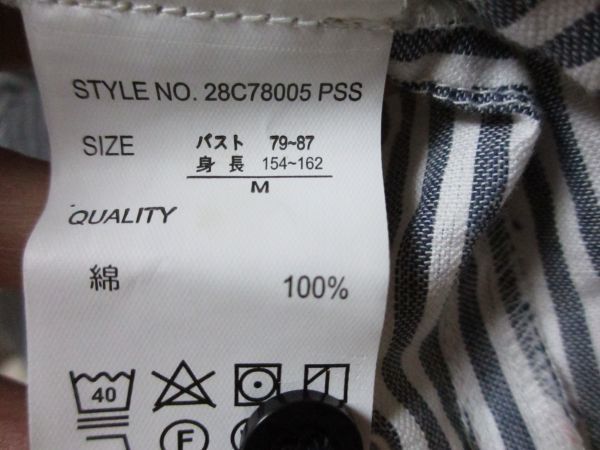 STYLE NO. 28C78005 PSS
SIZE バスト 79~87
身長 154~162
M
QUALITY
綿 100%
40
F